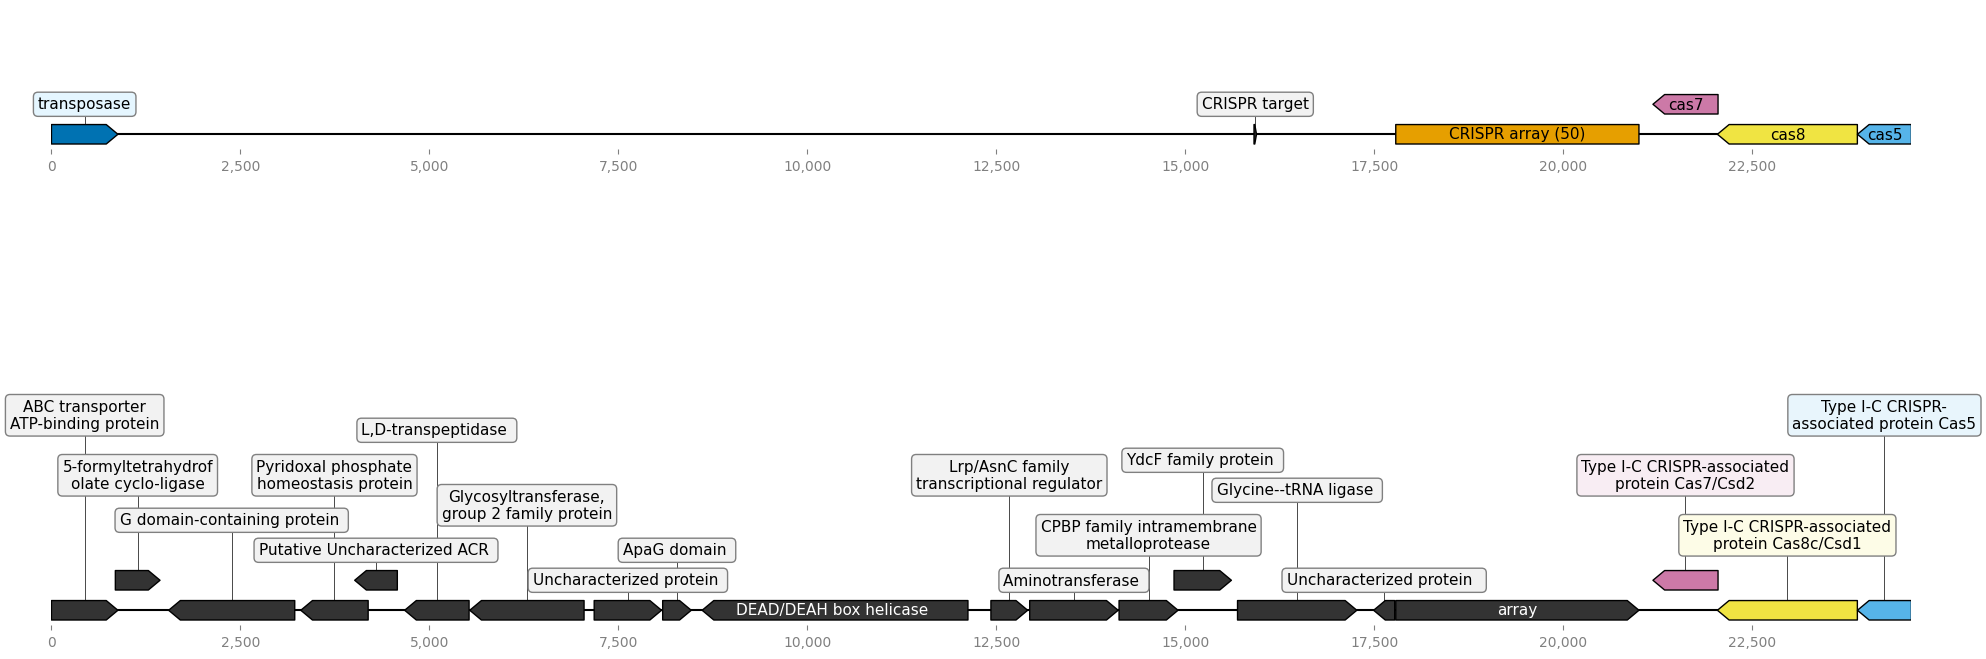 transposase
CRISPR target
cas7
CRISPR array (50)
cas8
cas5
0
2,500
5,000
7,500
10,000
12,500
15,000
17,500
20,000
22,500
ABC transporter
ATP-binding protein
L,D-transpeptidase
Type I-C CRISPR-
associated protein Cas5
5-formyltetrahydrof
olate cyclo-ligase
Pyridoxal phosphate
homeostasis protein
Glycosyltransferase,
group 2 family protein
Lrp/AsnC family
transcriptional regulator
YdcF family protein
Glycine--tRNA ligase
Type I-C CRISPR-associated
protein Cas7/Csd2
G domain-containing protein
Putative Uncharacterized ACR
ApaG domain
CPBP family intramembrane
metalloprotease
Type I-C CRISPR-associated
protein Cas8c/Csd1
Uncharacterized protein
Aminotransferase
Uncharacterized protein
DEAD/DEAH box helicase
array
0
2,500
5,000
7,500
10,000
12,500
15,000
17,500
20,000
22,500